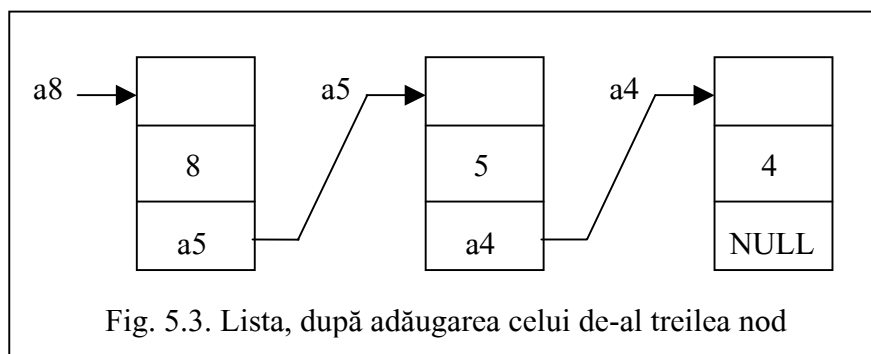 a8 a5 a4
8 5 4
a5 a4 NULL
Fig. 5.3. Lista, după adăugarea celui de-al treilea nod